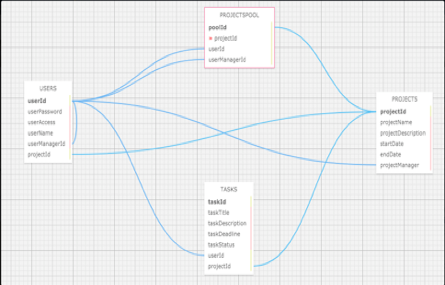 PROJECTSPOOL
poolId
projectId
userId
userManagerId
USERS
userId
userPassword
userAccess
userName
userManagerId
projectId
PROJECTS
projectId
projectName
projectDescription
startDate
endDate
projectManager
TASKS
taskId
taskTitle
taskDescription
taskDeadline
taskStatus
userId
projectId